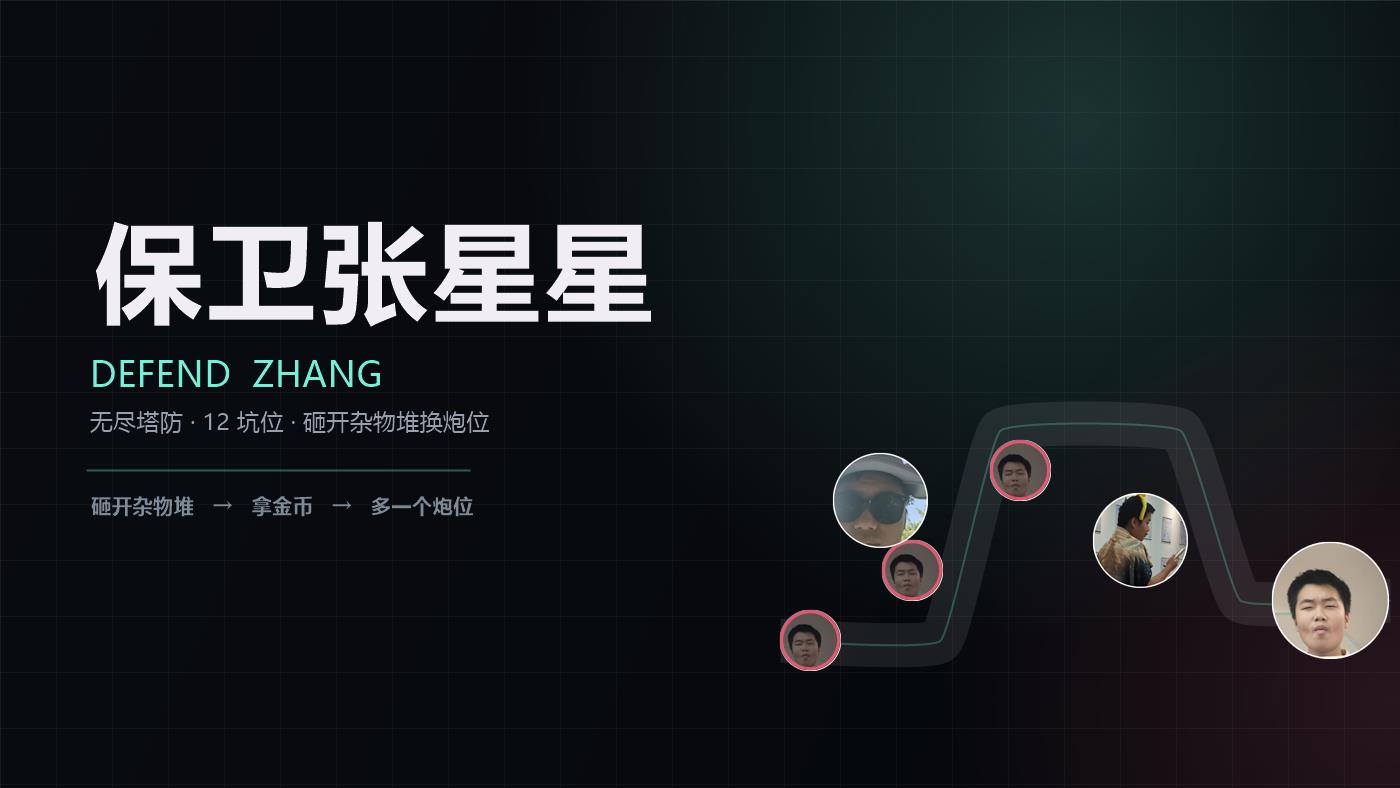 保卫张星星
DEFEND ZHANG
无尽塔防 · 12 坑位 · 砸开杂物堆换炮位
砸开杂物堆 → 拿金币 → 多一个炮位